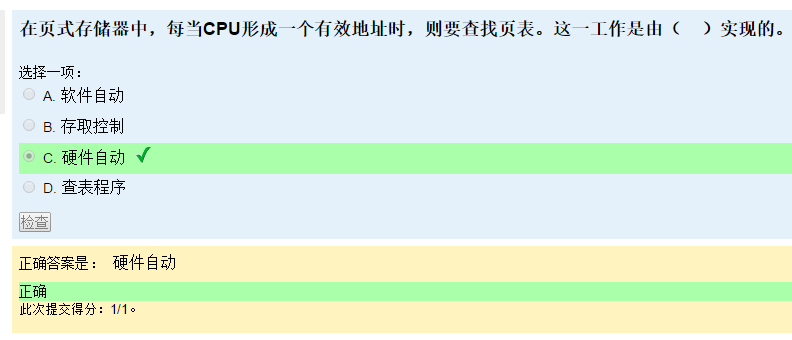 在页式存储器中，每当CPU形成一个有效地址时，则要查找页表。这一工作是由（　）实现的。
选择一项：
A. 软件自动
B. 存取控制
C. 硬件自动 ✓
D. 查表程序
检查
正确答案是： 硬件自动
正确
此次提交得分：1/1。